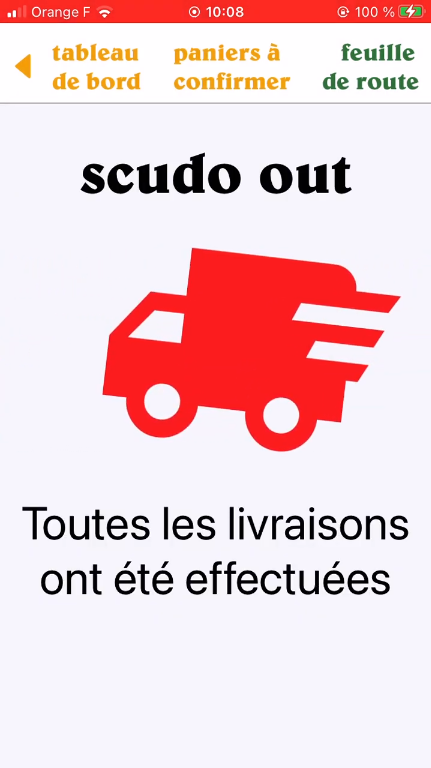 Orange F 10:08 100 %
tableau paniers à feuille
de bord confirmer de route
scudo out
Toutes les livraisons
ont été effectuées